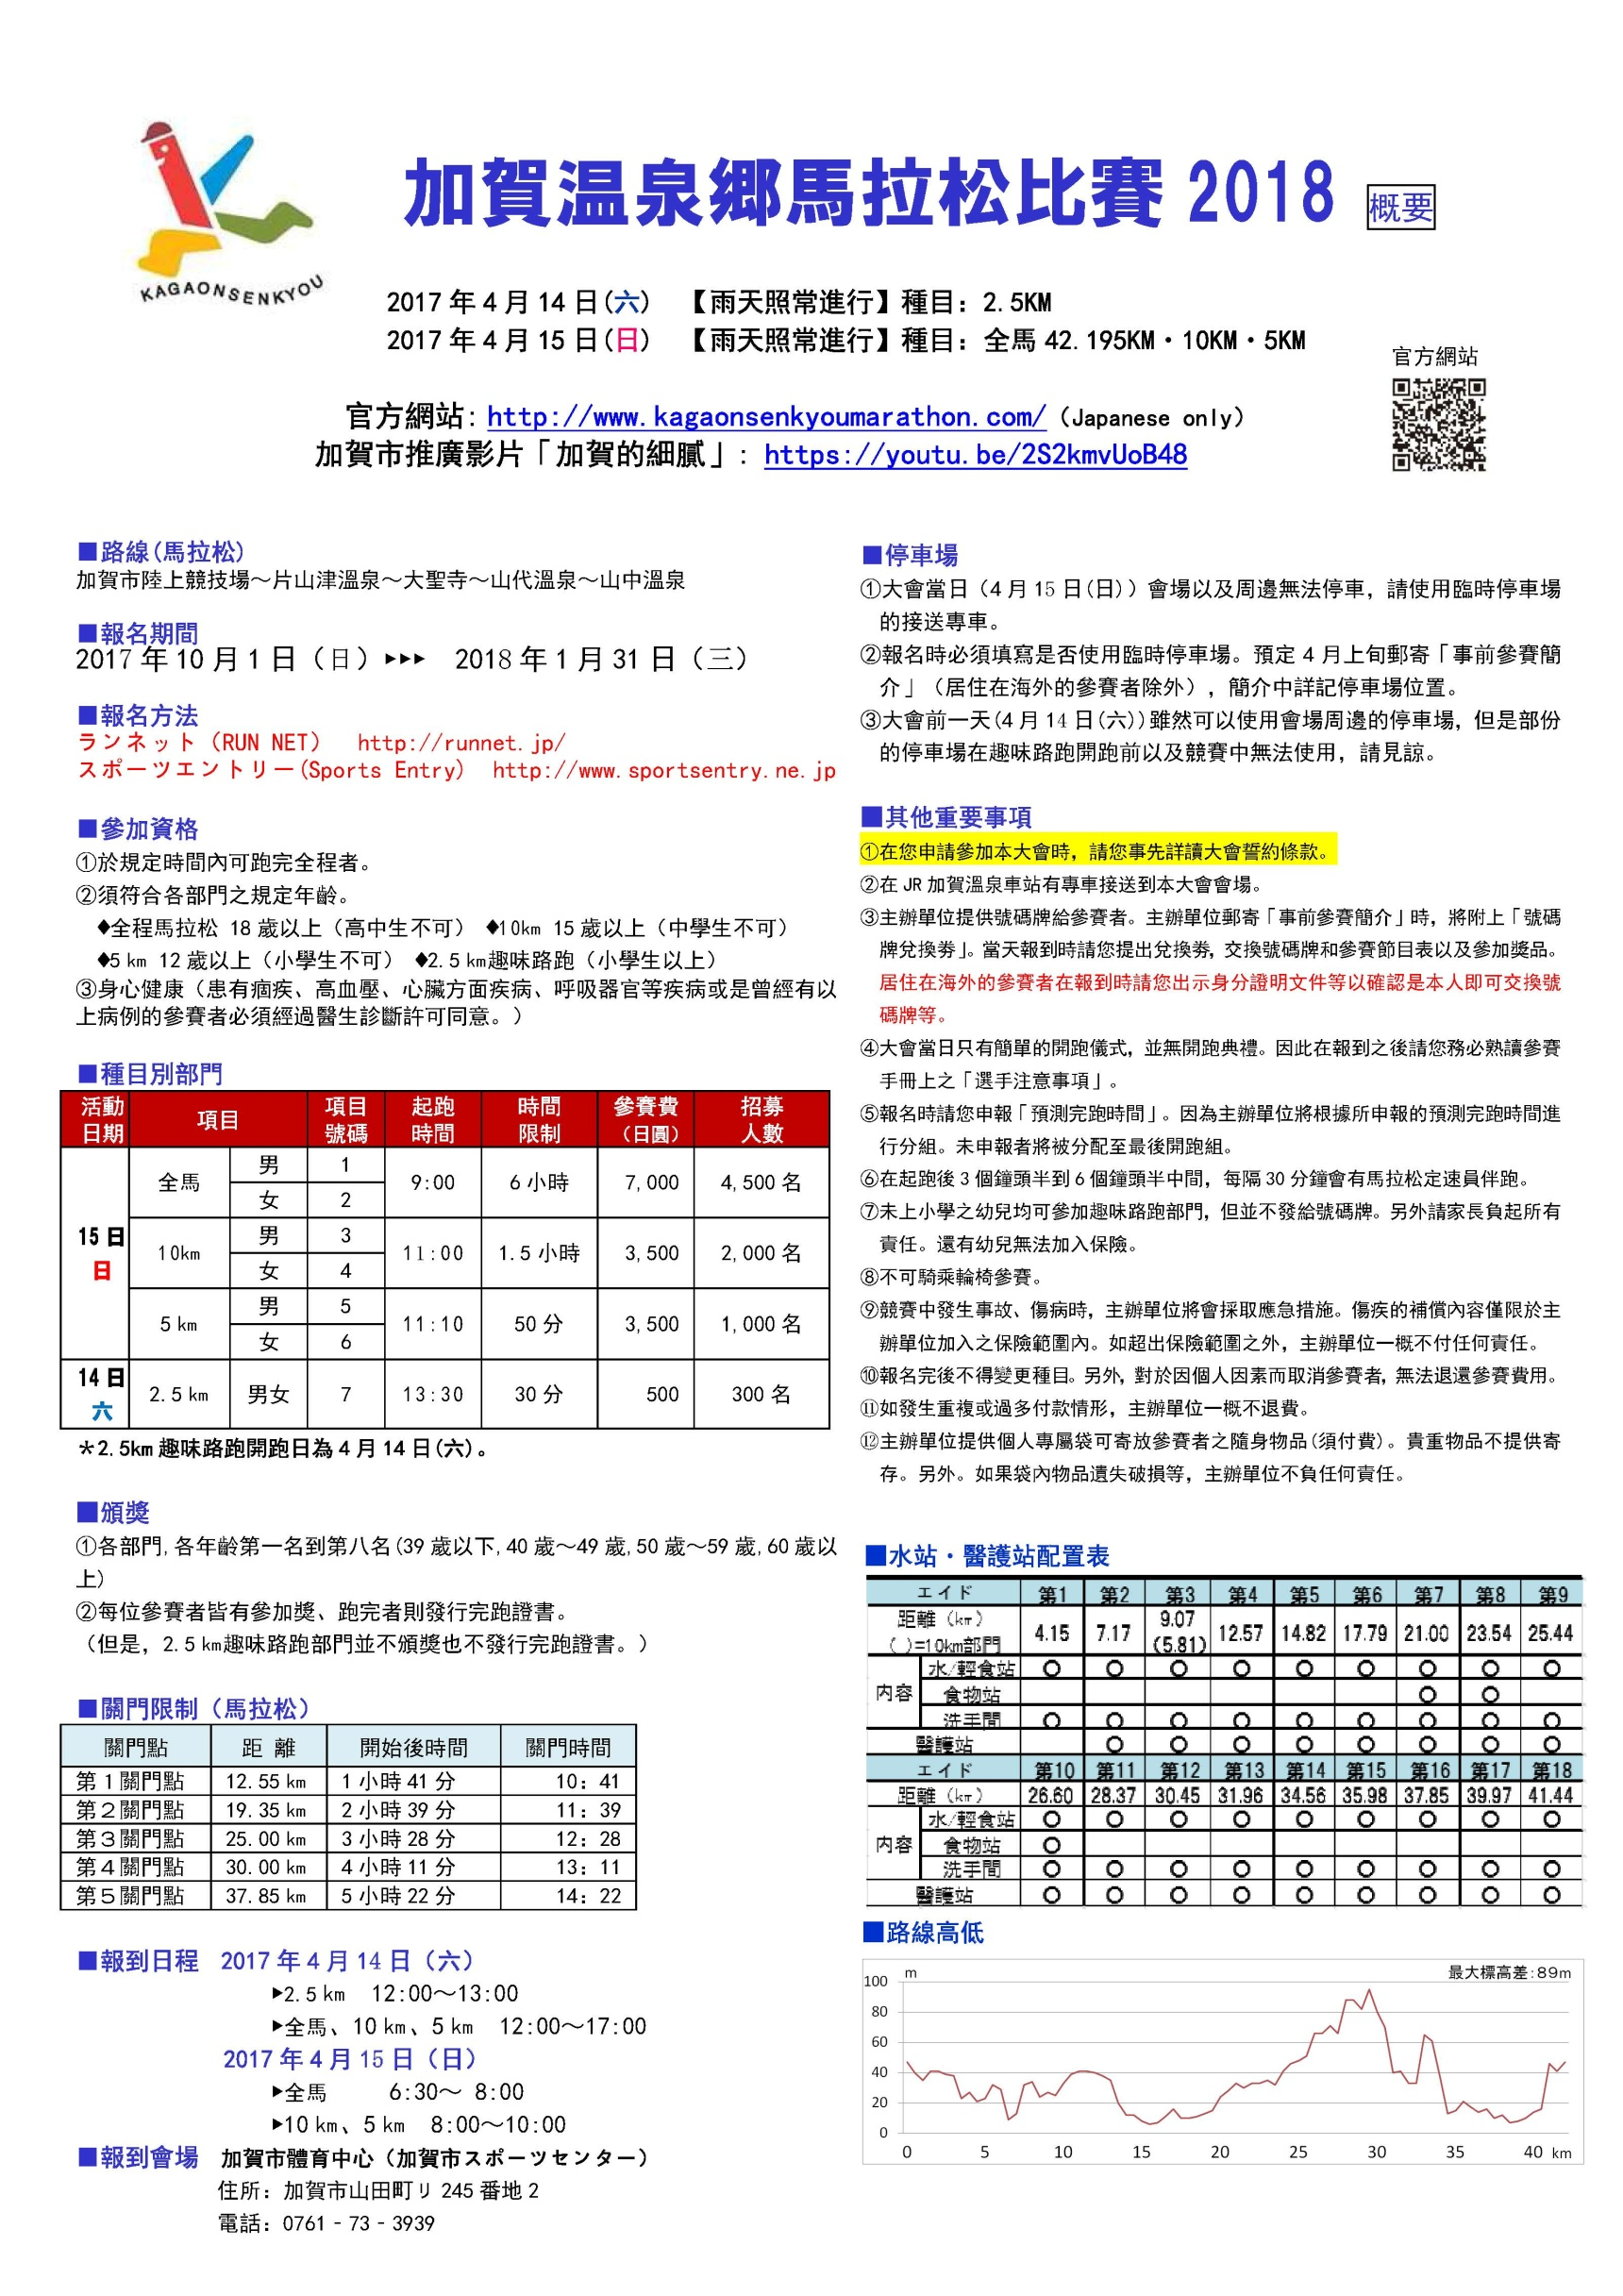 KAGAONSENKYOU
加賀温泉郷馬拉松比賽 2018 概要
2017 年 4 月 14 日(六) 【雨天照常進行】種目：2.5KM
2017 年 4 月 15 日(日) 【雨天照常進行】種目：全馬 42.195KM・10KM・5KM
官方網站
官方網站：http://www.kagaonsenkyoumarathon.com/（Japanese only）
加賀市推廣影片「加賀的細膩」：https://youtu.be/2S2kmvUoB48
■路線(馬拉松)
加賀市陸上競技場～片山津溫泉～大聖寺～山代溫泉～山中溫泉
■報名期間
2017 年 10 月 1 日（日）▶▶▶ 2018 年 1 月 31 日（三）
■報名方法
ランネット（RUN NET） http://runnet.jp/
スポーツエントリー(Sports Entry) http://www.sportsentry.ne.jp
■參加資格
①於規定時間內可跑完全程者。
②須符合各部門之規定年齡。
◆全程馬拉松 18 歲以上（高中生不可） ◆10km 15 歲以上（中學生不可）
◆5 km 12 歲以上（小學生不可） ◆2.5 km趣味路跑（小學生以上）
③身心健康（患有痼疾、高血壓、心臟方面疾病、呼吸器官等疾病或是曾經有以
上病例的參賽者必須經過醫生診斷許可同意。）
■種目別部門
活動日期 項目 項目號碼 起跑時間 時間限制 參賽費（日圓） 招募人數
15 日 日 全馬 男 1 9:00 6 小時 7,000 4,500 名
女 2
10km 男 3 11:00 1.5 小時 3,500 2,000 名
女 4
5 km 男 5 11:10 50 分 3,500 1,000 名
女 6
14 日 六 2.5 km 男女 7 13:30 30 分 500 300 名
＊2.5km 趣味路跑開跑日為 4 月 14 日(六)。
■頒獎
①各部門,各年齡第一名到第八名(39 歲以下,40 歲～49 歲,50 歲～59 歲,60 歲以
上)
②每位參賽者皆有參加獎、跑完者則發行完跑證書。
（但是，2.5 km趣味路跑部門並不頒獎也不發行完跑證書。）
■關門限制（馬拉松）
關門點 距 離 開始後時間 關門時間
第１關門點 12.55 km 1 小時 41 分 10：41
第２關門點 19.35 km 2 小時 39 分 11：39
第３關門點 25.00 km 3 小時 28 分 12：28
第４關門點 30.00 km 4 小時 11 分 13：11
第５關門點 37.85 km 5 小時 22 分 14：22
■報到日程 2017 年 4 月 14 日（六）
▶2.5 km 12:00～13:00
▶全馬、10 km、5 km 12:00～17:00
2017 年 4 月 15 日（日）
▶全馬 6:30～ 8:00
▶10 km、5 km 8:00～10:00
■報到會場 加賀市體育中心（加賀市スポーツセンター）
住所：加賀市山田町リ 245 番地 2
電話：0761‐73‐3939
■停車場
①大會當日（4 月 15 日(日)）會場以及周邊無法停車，請使用臨時停車場
的接送專車。
②報名時必須填寫是否使用臨時停車場。預定 4 月上旬郵寄「事前參賽簡
介」（居住在海外的參賽者除外），簡介中詳記停車場位置。
③大會前一天(4 月 14 日(六))雖然可以使用會場周邊的停車場，但是部份
的停車場在趣味路跑開跑前以及競賽中無法使用，請見諒。
■其他重要事項
①在您申請參加本大會時，請您事先詳讀大會誓約條款。
②在 JR 加賀溫泉車站有專車接送到本大會會場。
③主辦單位提供號碼牌給參賽者。主辦單位郵寄「事前參賽簡介」時，將附上「號碼
牌兌換劵」。當天報到時請您提出兌換劵，交換號碼牌和參賽節目表以及參加獎品。
居住在海外的參賽者在報到時請您出示身分證明文件等以確認是本人即可交換號
碼牌等。
④大會當日只有簡單的開跑儀式，並無開跑典禮。因此在報到之後請您務必熟讀參賽
手冊上之「選手注意事項」。
⑤報名時請您申報「預測完跑時間」。因為主辦單位將根據所申報的預測完跑時間進
行分組。未申報者將被分配至最後開跑組。
⑥在起跑後 3 個鐘頭半到 6 個鐘頭半中間，每隔 30 分鐘會有馬拉松定速員伴跑。
⑦未上小學之幼兒均可參加趣味路跑部門，但並不發給號碼牌。另外請家長負起所有
責任。還有幼兒無法加入保險。
⑧不可騎乘輪椅參賽。
⑨競賽中發生事故、傷病時，主辦單位將會採取應急措施。傷疾的補償內容僅限於主
辦單位加入之保險範圍內。如超出保險範圍之外，主辦單位一概不付任何責任。
⑩報名完後不得變更種目。另外，對於因個人因素而取消參賽者，無法退還參賽費用。
⑪如發生重複或過多付款情形，主辦單位一概不退費。
⑫主辦單位提供個人專屬袋可寄放參賽者之隨身物品(須付費)。貴重物品不提供寄
存。另外。如果袋內物品遺失破損等，主辦單位不負任何責任。
■水站・醫護站配置表
エイド 第1 第2 第3 第4 第5 第6 第7 第8 第9
距離（km） ( )=10km部門 4.15 7.17 9.07 (5.81) 12.57 14.82 17.79 21.00 23.54 25.44
内容 水/輕食站 ○ ○ ○ ○ ○ ○ ○ ○ ○
食物站 ○ ○
洗手間 ○ ○ ○ ○ ○ ○ ○ ○ ○
醫護站 ○ ○ ○ ○ ○ ○ ○ ○
エイド 第10 第11 第12 第13 第14 第15 第16 第17 第18
距離（km） 26.60 28.37 30.45 31.96 34.56 35.98 37.85 39.97 41.44
内容 水/輕食站 ○ ○ ○ ○ ○ ○ ○ ○ ○
食物站 ○
洗手間 ○ ○ ○ ○ ○ ○ ○ ○ ○
醫護站 ○ ○ ○ ○ ○ ○ ○ ○ ○
■路線高低
m 最大標高差:89m
100
80
60
40
20
0
0 5 10 15 20 25 30 35 40 km